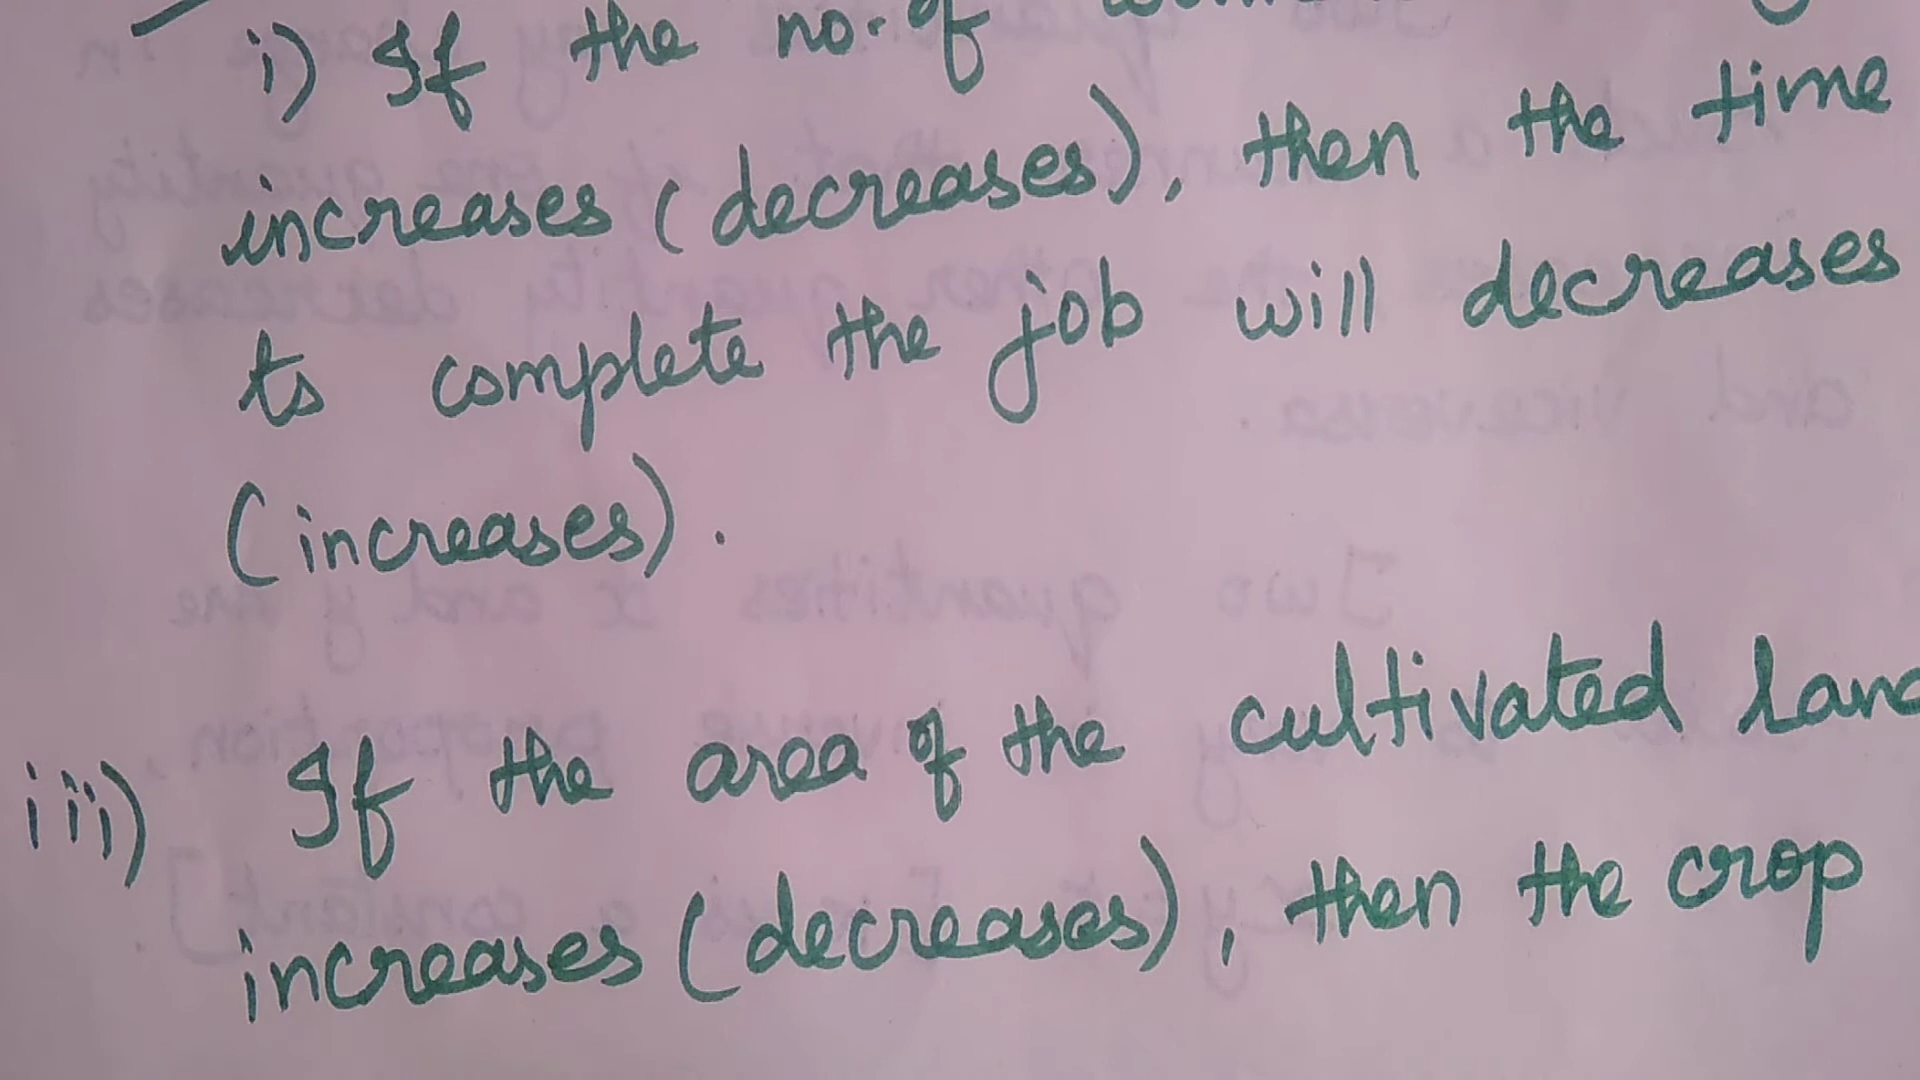 i) If the no. of
increases (decreases), then the time
to complete the job will decreases
(increases).
iii) If the area of the cultivated land
increases (decreases), then the crop